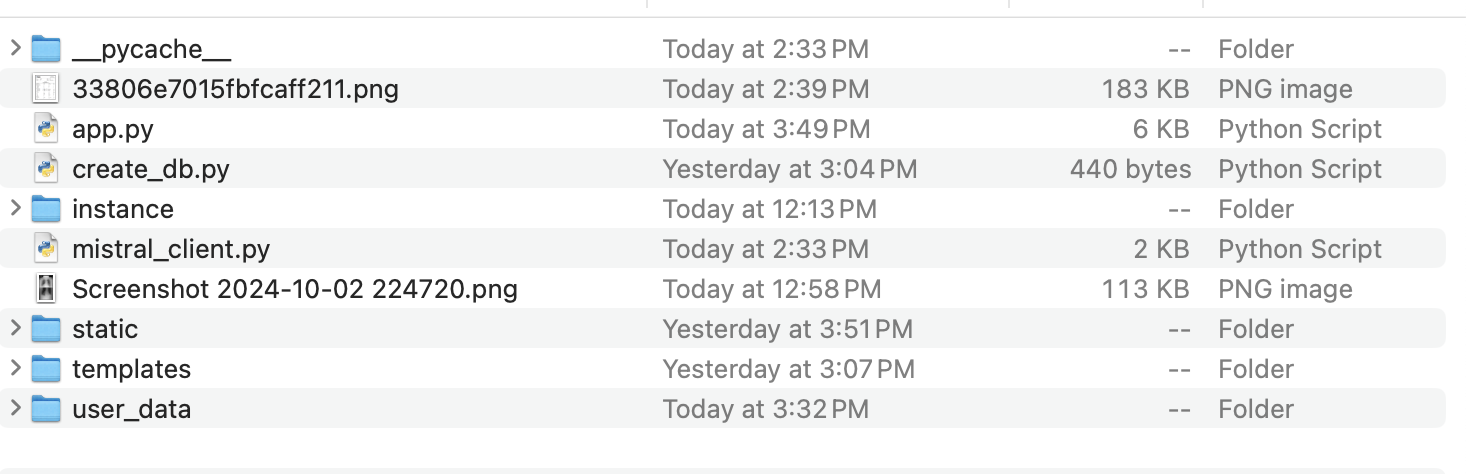 __pycache__ Today at 2:33 PM -- Folder
33806e7015fbfcaff211.png Today at 2:39 PM 183 KB PNG image
app.py Today at 3:49 PM 6 KB Python Script
create_db.py Yesterday at 3:04 PM 440 bytes Python Script
instance Today at 12:13 PM -- Folder
mistral_client.py Today at 2:33 PM 2 KB Python Script
Screenshot 2024-10-02 224720.png Today at 12:58 PM 113 KB PNG image
static Yesterday at 3:51 PM -- Folder
templates Yesterday at 3:07 PM -- Folder
user_data Today at 3:32 PM -- Folder